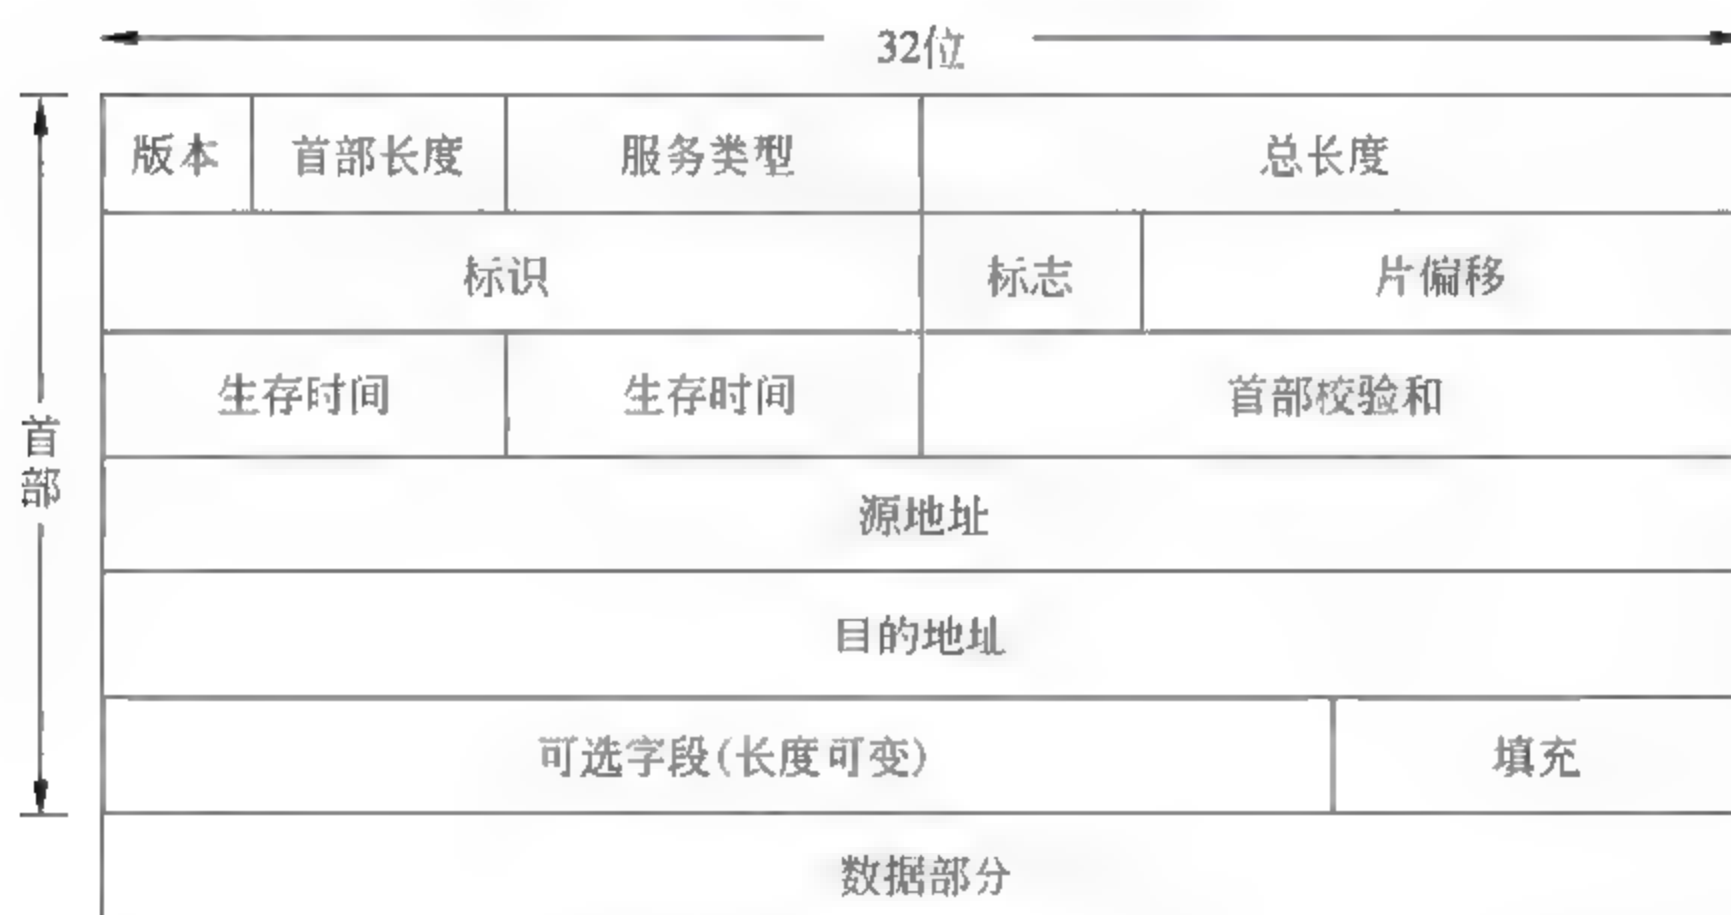 32位
版本 首部长度 服务类型 总长度
标识 标志 片偏移
生存时间 生存时间 首部校验和
首部
源地址
目的地址
可选字段(长度可变) 填充
数据部分